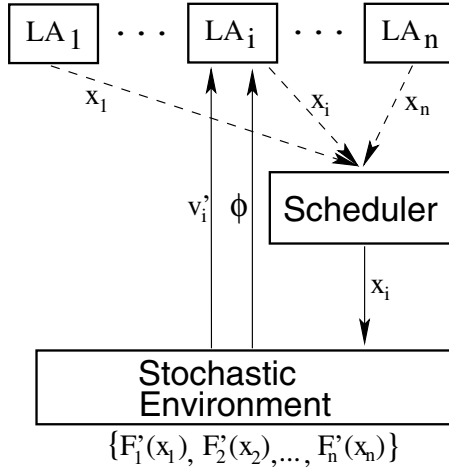 LA₁ · · · LAᵢ · · · LAₙ
x₁ xᵢ xₙ
Scheduler
vᵢ' ϕ
xᵢ
Stochastic
Environment
{F₁'(x₁), F₂'(x₂),..., Fₙ'(xₙ)}